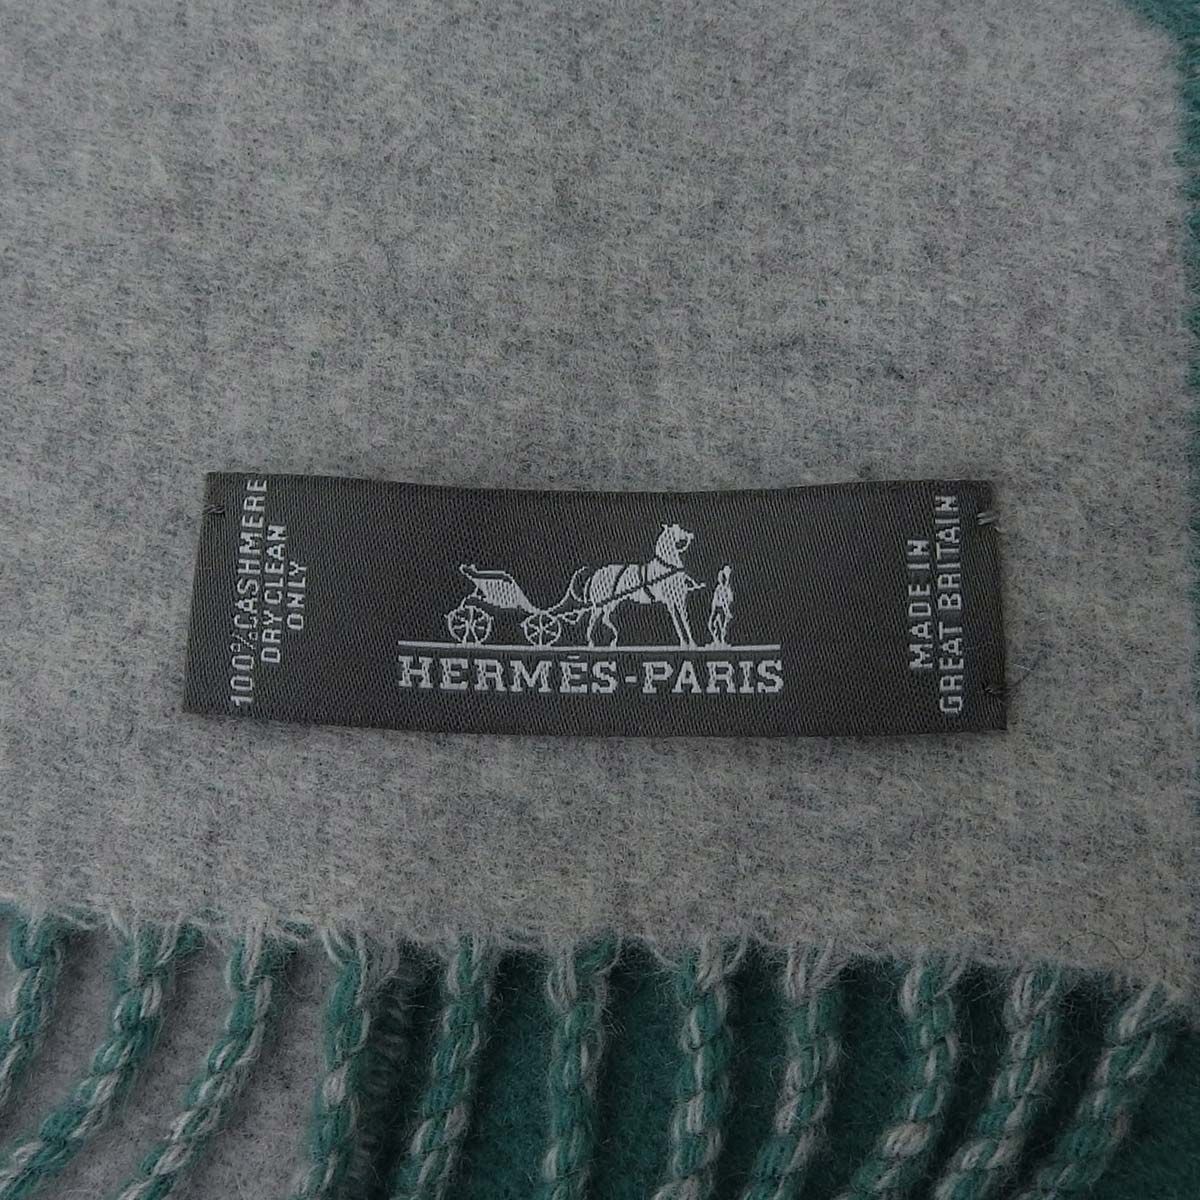 100% CASHMERE
DRY CLEAN
ONLY
HERMÈS-PARIS
MADE IN
GREAT BRITAIN